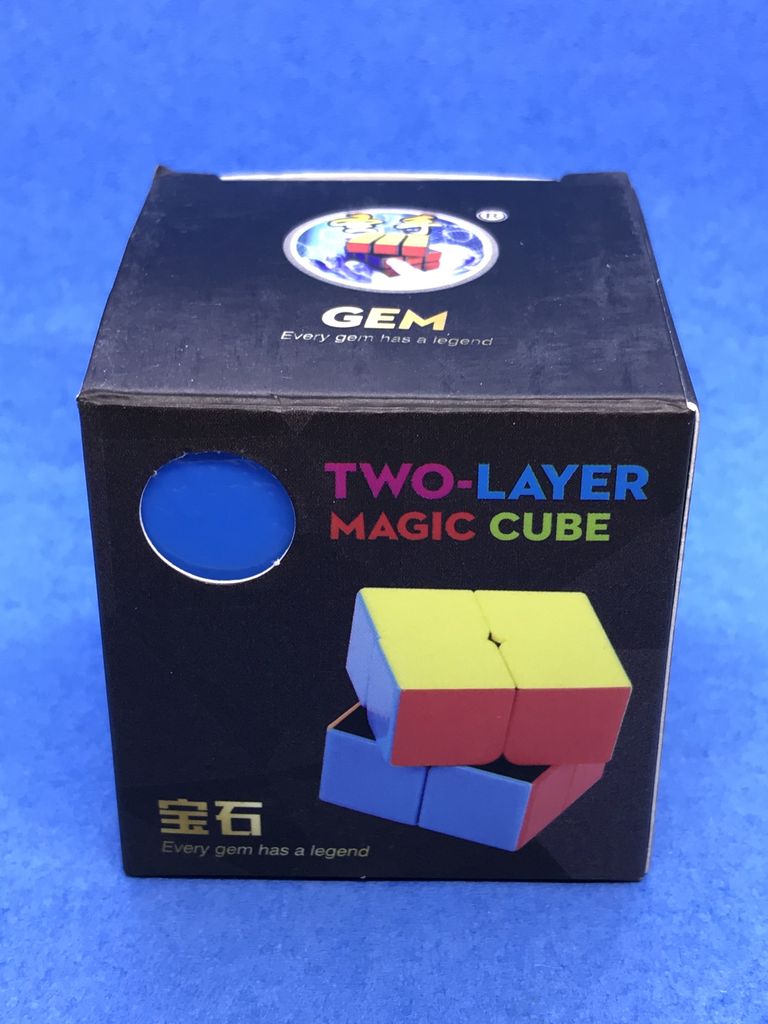 ®
GEM
Every gem has a legend
TWO-LAYER
MAGIC CUBE
宝石
Every gem has a legend